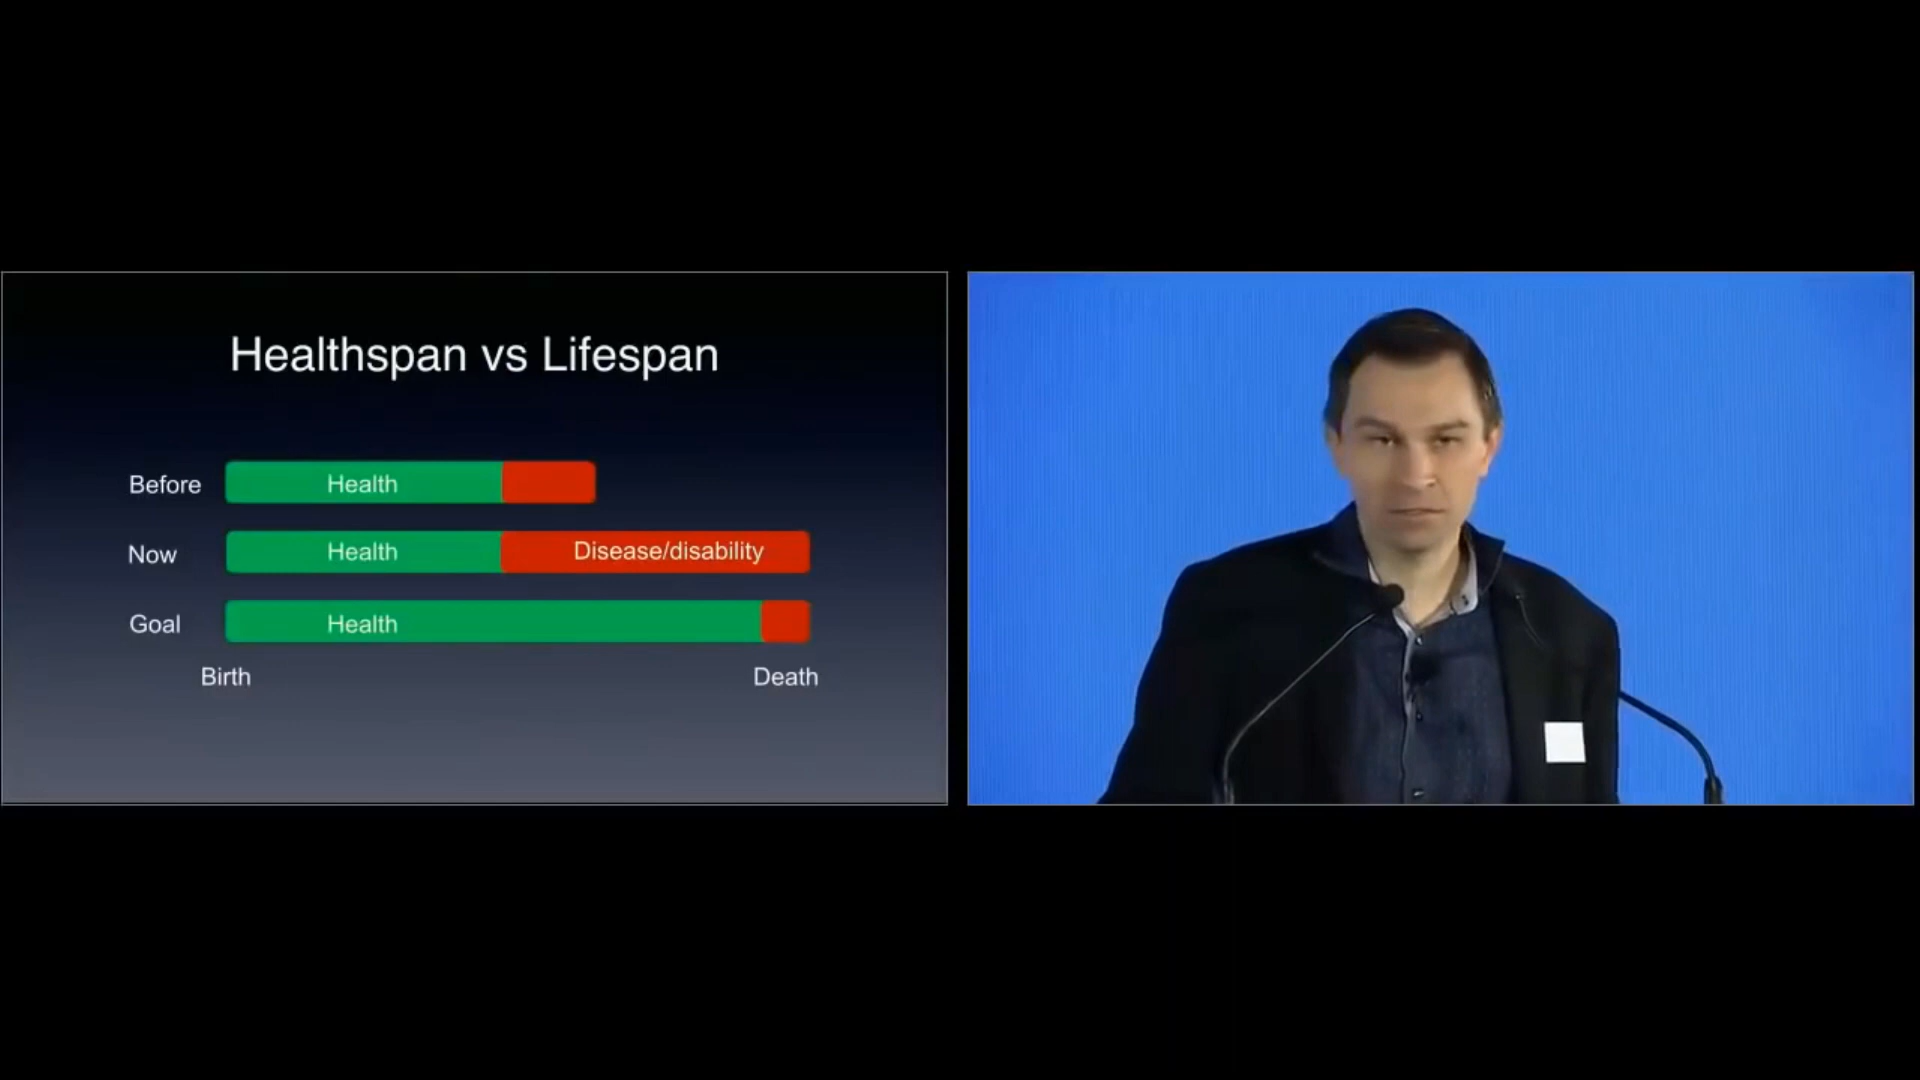 Healthspan vs Lifespan
Before Health
Now Health Disease/disability
Goal Health
Birth Death